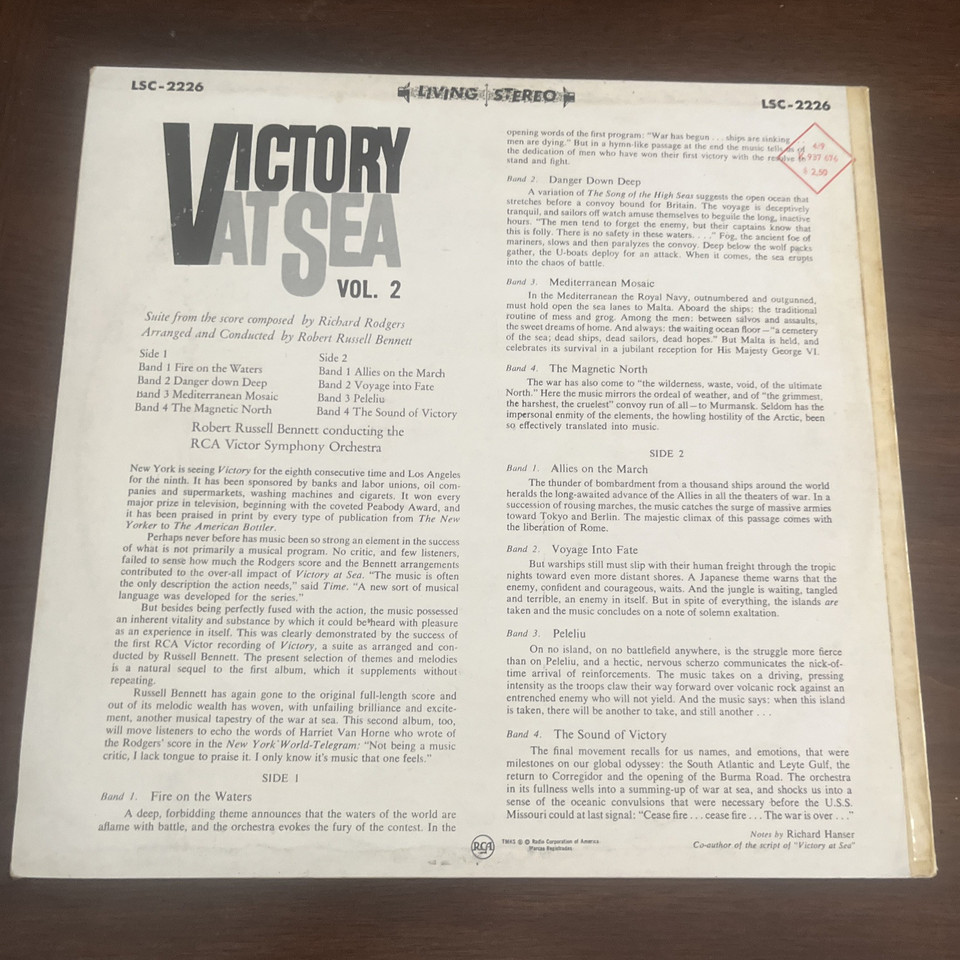 LSC-2226
LIVING STEREO
LSC-2226
VICTORY
AT SEA
VOL. 2
Suite from the score composed by Richard Rodgers
Arranged and Conducted by Robert Russell Bennett
Side 1
Band 1 Fire on the Waters
Band 2 Danger down Deep
Band 3 Mediterranean Mosaic
Band 4 The Magnetic North
Side 2
Band 1 Allies on the March
Band 2 Voyage into Fate
Band 3 Peleliu
Band 4 The Sound of Victory
Robert Russell Bennett conducting the
RCA Victor Symphony Orchestra
New York is seeing Victory for the eighth consecutive time and Los Angeles
for the ninth. It has been sponsored by banks and labor unions, oil com-
panies and supermarkets, washing machines and cigarets. It won every
major prize in television, beginning with the coveted Peabody Award, and
it has been praised in print by every type of publication from The New
Yorker to The American Bottler.
Perhaps never before has music been so strong an element in the success
of what is not primarily a musical program. No critic, and few listeners,
failed to sense how much the Rodgers score and the Bennett arrangements
contributed to the over-all impact of Victory at Sea. "The music is often
the only description the action needs," said Time. "A new sort of musical
language was developed for the series."
But besides being perfectly fused with the action, the music possessed
an inherent vitality and substance by which it could be heard with pleasure
as an experience in itself. This was clearly demonstrated by the success of
the first RCA Victor recording of Victory, a suite as arranged and con-
ducted by Russell Bennett. The present selection of themes and melodies
is a natural sequel to the first album, which it supplements without
repeating.
Russell Bennett has again gone to the original full-length score and
out of its melodic wealth has woven, with unfailing brilliance and excite-
ment, another musical tapestry of the war at sea. This second album, too,
will move listeners to echo the words of Harriet Van Horne who wrote of
the Rodgers' score in the New York World-Telegram: "Not being a music
critic, I lack tongue to praise it. I only know it's music that one feels."
SIDE 1
Band 1. Fire on the Waters
A deep, forbidding theme announces that the waters of the world are
aflame with battle, and the orchestra evokes the fury of the contest. In the
opening words of the first program: "War has begun . . . ships are sinking
men are dying." But in a hymn-like passage at the end the music tells us of
the dedication of men who have won their first victory with the resolve to
stand and fight.
4/9
937 676
$ 2,50
Band 2. Danger Down Deep
A variation of The Song of the High Seas suggests the open ocean that
stretches before a convoy bound for Britain. The voyage is deceptively
tranquil, and sailors off watch amuse themselves to beguile the long, inactive
hours. "The men tend to forget the enemy, but their captains know that
this is folly. There is no safety in these waters. . . ." Fog, the ancient foe of
mariners, slows and then paralyzes the convoy. Deep below the wolf packs
gather, the U-boats deploy for an attack. When it comes, the sea erupts
into the chaos of battle.
Band 3. Mediterranean Mosaic
In the Mediterranean the Royal Navy, outnumbered and outgunned,
must hold open the sea lanes to Malta. Aboard the ships: the traditional
routine of mess and grog. Among the men: between salvos and assaults,
the sweet dreams of home. And always: the waiting ocean floor—"a cemetery
of the sea; dead ships, dead sailors, dead hopes." But Malta is held, and
celebrates its survival in a jubilant reception for His Majesty George VI.
Band 4. The Magnetic North
The war has also come to "the wilderness, waste, void, of the ultimate
North." Here the music mirrors the ordeal of weather, and of "the grimmest,
the harshest, the cruelest" convoy run of all—to Murmansk. Seldom has the
impersonal enmity of the elements, the howling hostility of the Arctic, been
so effectively translated into music.
SIDE 2
Band 1. Allies on the March
The thunder of bombardment from a thousand ships around the world
heralds the long-awaited advance of the Allies in all the theaters of war. In a
succession of rousing marches, the music catches the surge of massive armies
toward Tokyo and Berlin. The majestic climax of this passage comes with
the liberation of Rome.
Band 2. Voyage Into Fate
But warships still must slip with their human freight through the tropic
nights toward even more distant shores. A Japanese theme warns that the
enemy, confident and courageous, waits. And the jungle is waiting, tangled
and terrible, an enemy in itself. But in spite of everything, the islands are
taken and the music concludes on a note of solemn exaltation.
Band 3. Peleliu
On no island, on no battlefield anywhere, is the struggle more fierce
than on Peleliu, and a hectic, nervous scherzo communicates the nick-of-
time arrival of reinforcements. The music takes on a driving, pressing
intensity as the troops claw their way forward over volcanic rock against an
entrenched enemy who will not yield. And the music says: when this island
is taken, there will be another to take, and still another . . .
Band 4. The Sound of Victory
The final movement recalls for us names, and emotions, that were
milestones on our global odyssey: the South Atlantic and Leyte Gulf, the
return to Corregidor and the opening of the Burma Road. The orchestra
in its fullness wells into a summing-up of war at sea, and shocks us into a
sense of the oceanic convulsions that were necessary before the U.S.S.
Missouri could at last signal: "Cease fire . . . cease fire . . . The war is over . . ."
Notes by Richard Hanser
Co-author of the script of "Victory at Sea"
RCA
TMKS ® © Radio Corporation of America
Marcas Registradas